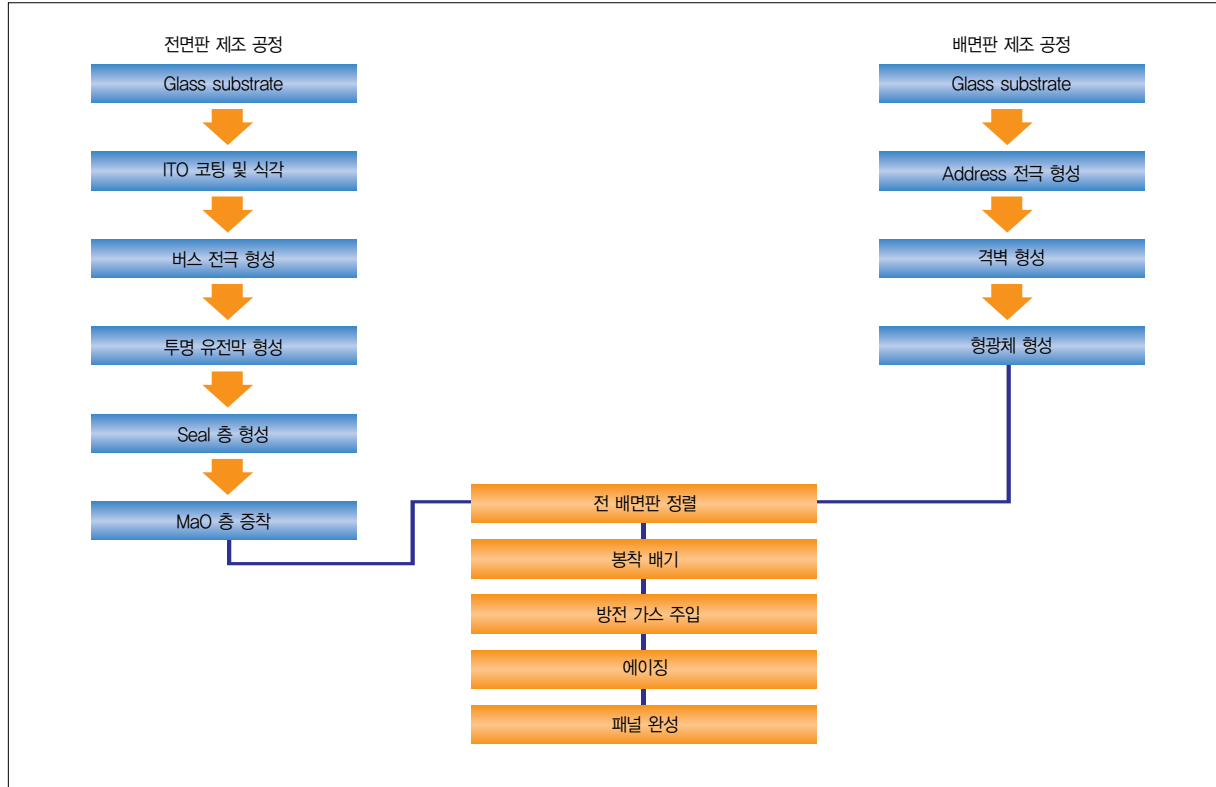 전면판 제조 공정
Glass substrate
ITO 코팅 및 식각
버스 전극 형성
투명 유전막 형성
Seal 층 형성
MaO 층 증착
배면판 제조 공정
Glass substrate
Address 전극 형성
격벽 형성
형광체 형성
전 배면판 정렬
봉착 배기
방전 가스 주입
에이징
패널 완성